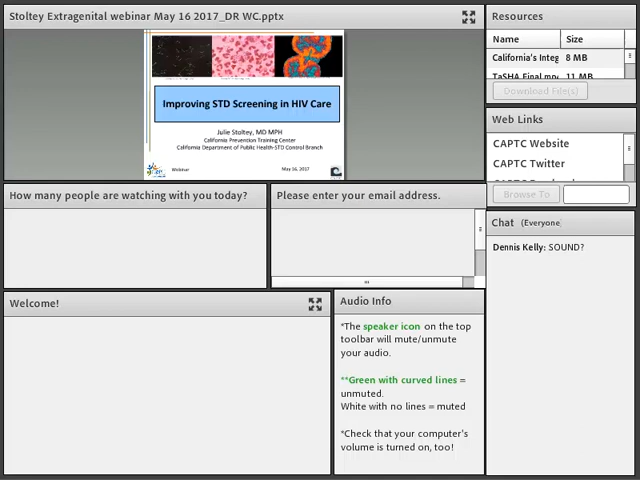 Stoltey Extragenital webinar May 16 2017_DR WC.pptx
Improving STD Screening in HIV Care
Julie Stoltey, MD MPH
California Prevention Training Center
California Department of Public Health-STD Control Branch
Webinar
May 16, 2017
How many people are watching with you today?
Please enter your email address.
Welcome!
Audio Info
*The speaker icon on the top
toolbar will mute/unmute
your audio.
**Green with curved lines =
unmuted.
White with no lines = muted
*Check that your computer's
volume is turned on, too!
Resources
Name Size
California's Integ 8 MB
TaSHA Final 11 MB
Download File(s)
Web Links
CAPTC Website
CAPTC Twitter
Browse To
Chat (Everyone)
Dennis Kelly: SOUND?